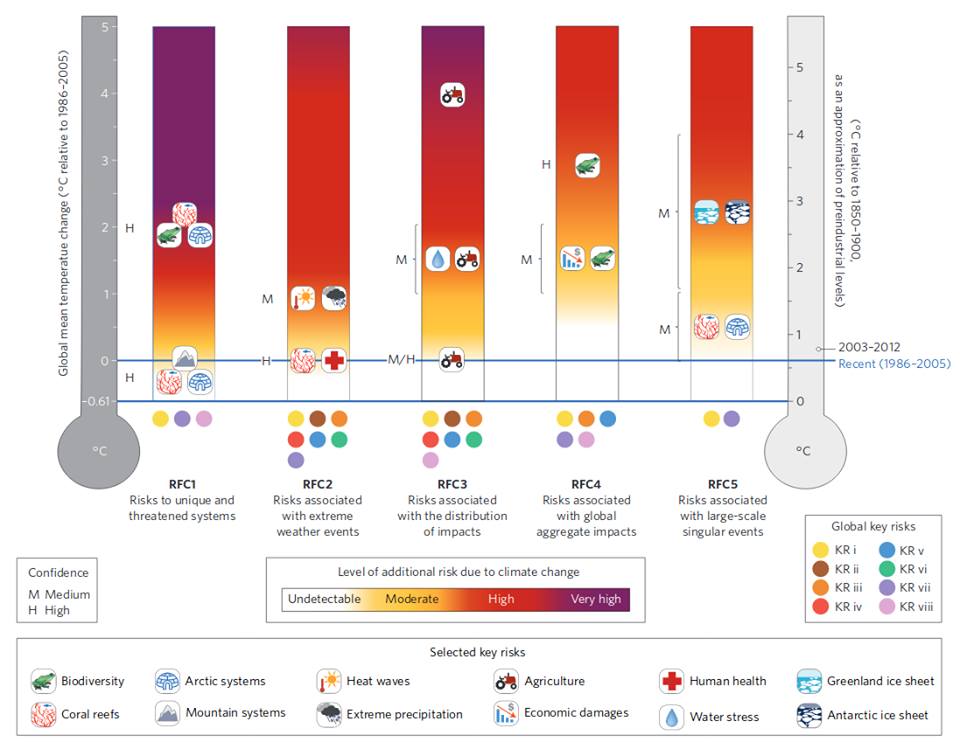 Global mean temperatue change (°C relative to 1986–2005)
5
4
3
2
1
0
–0.61
°C
H
H
M
H
M
M/H
H
M
M
M
5
4
3
2
1
0
°C
(°C relative to 1850–1900,
as an approximation of preindustrial levels)
2003–2012
Recent (1986–2005)
RFC1
Risks to unique and
threatened systems
RFC2
Risks associated
with extreme
weather events
RFC3
Risks associated
with the distribution
of impacts
RFC4
Risks associated
with global
aggregate impacts
RFC5
Risks associated
with large-scale
singular events
Global key risks
KR i
KR v
KR ii
KR vi
KR iii
KR vii
KR iv
KR viii
Confidence
M Medium
H High
Level of additional risk due to climate change
Undetectable Moderate High Very high
Selected key risks
Biodiversity
Arctic systems
Heat waves
Agriculture
Human health
Greenland ice sheet
Coral reefs
Mountain systems
Extreme precipitation
$
Economic damages
Water stress
Antarctic ice sheet